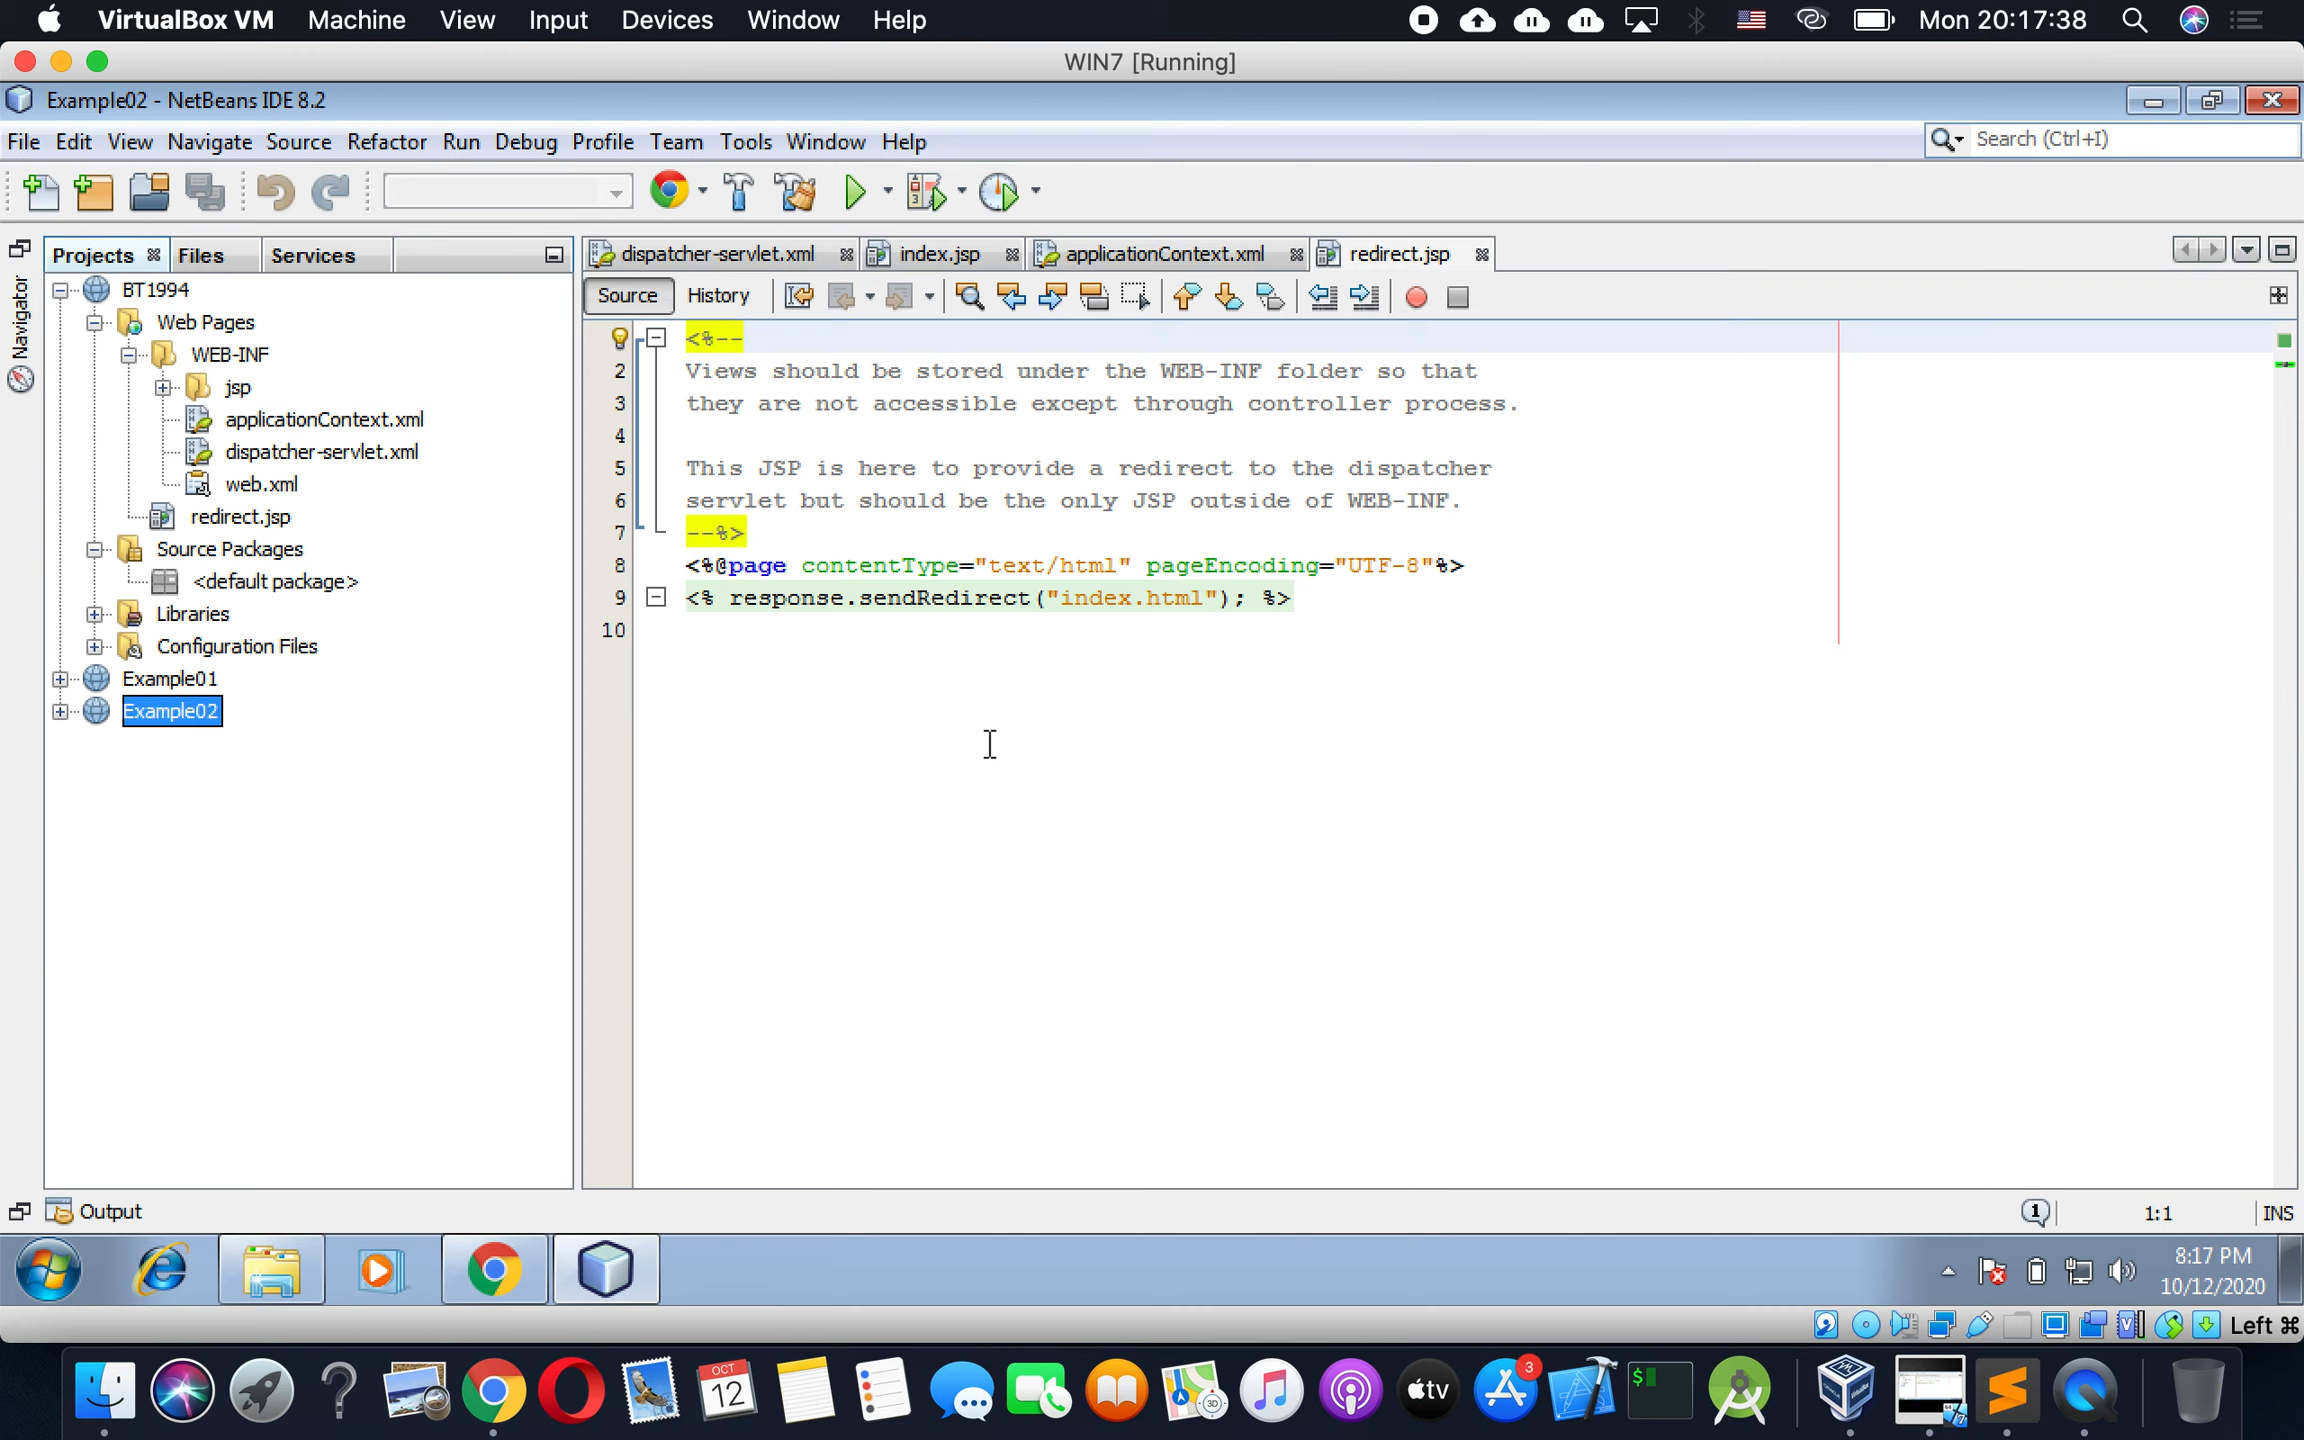 VirtualBox VM Machine View Input Devices Window Help Mon 20:17:38
WIN7 [Running]
Example02 - NetBeans IDE 8.2
File Edit View Navigate Source Refactor Run Debug Profile Team Tools Window Help Search (Ctrl+I)
Projects Files Services
dispatcher-servlet.xml index.jsp applicationContext.xml redirect.jsp
Source History
Navigator
BT1994
Web Pages
WEB-INF
jsp
applicationContext.xml
dispatcher-servlet.xml
web.xml
redirect.jsp
Source Packages
<default package>
Libraries
Configuration Files
Example01
Example02
<%--
2 Views should be stored under the WEB-INF folder so that
3 they are not accessible except through controller process.
4
5 This JSP is here to provide a redirect to the dispatcher
6 servlet but should be the only JSP outside of WEB-INF.
7 --%>
8 <%@page contentType="text/html" pageEncoding="UTF-8"%>
9 <% response.sendRedirect("index.html"); %>
10
Output 1 1:1 INS
8:17 PM
10/12/2020
Left ⌘
OCT
12
3D
tv
3
$